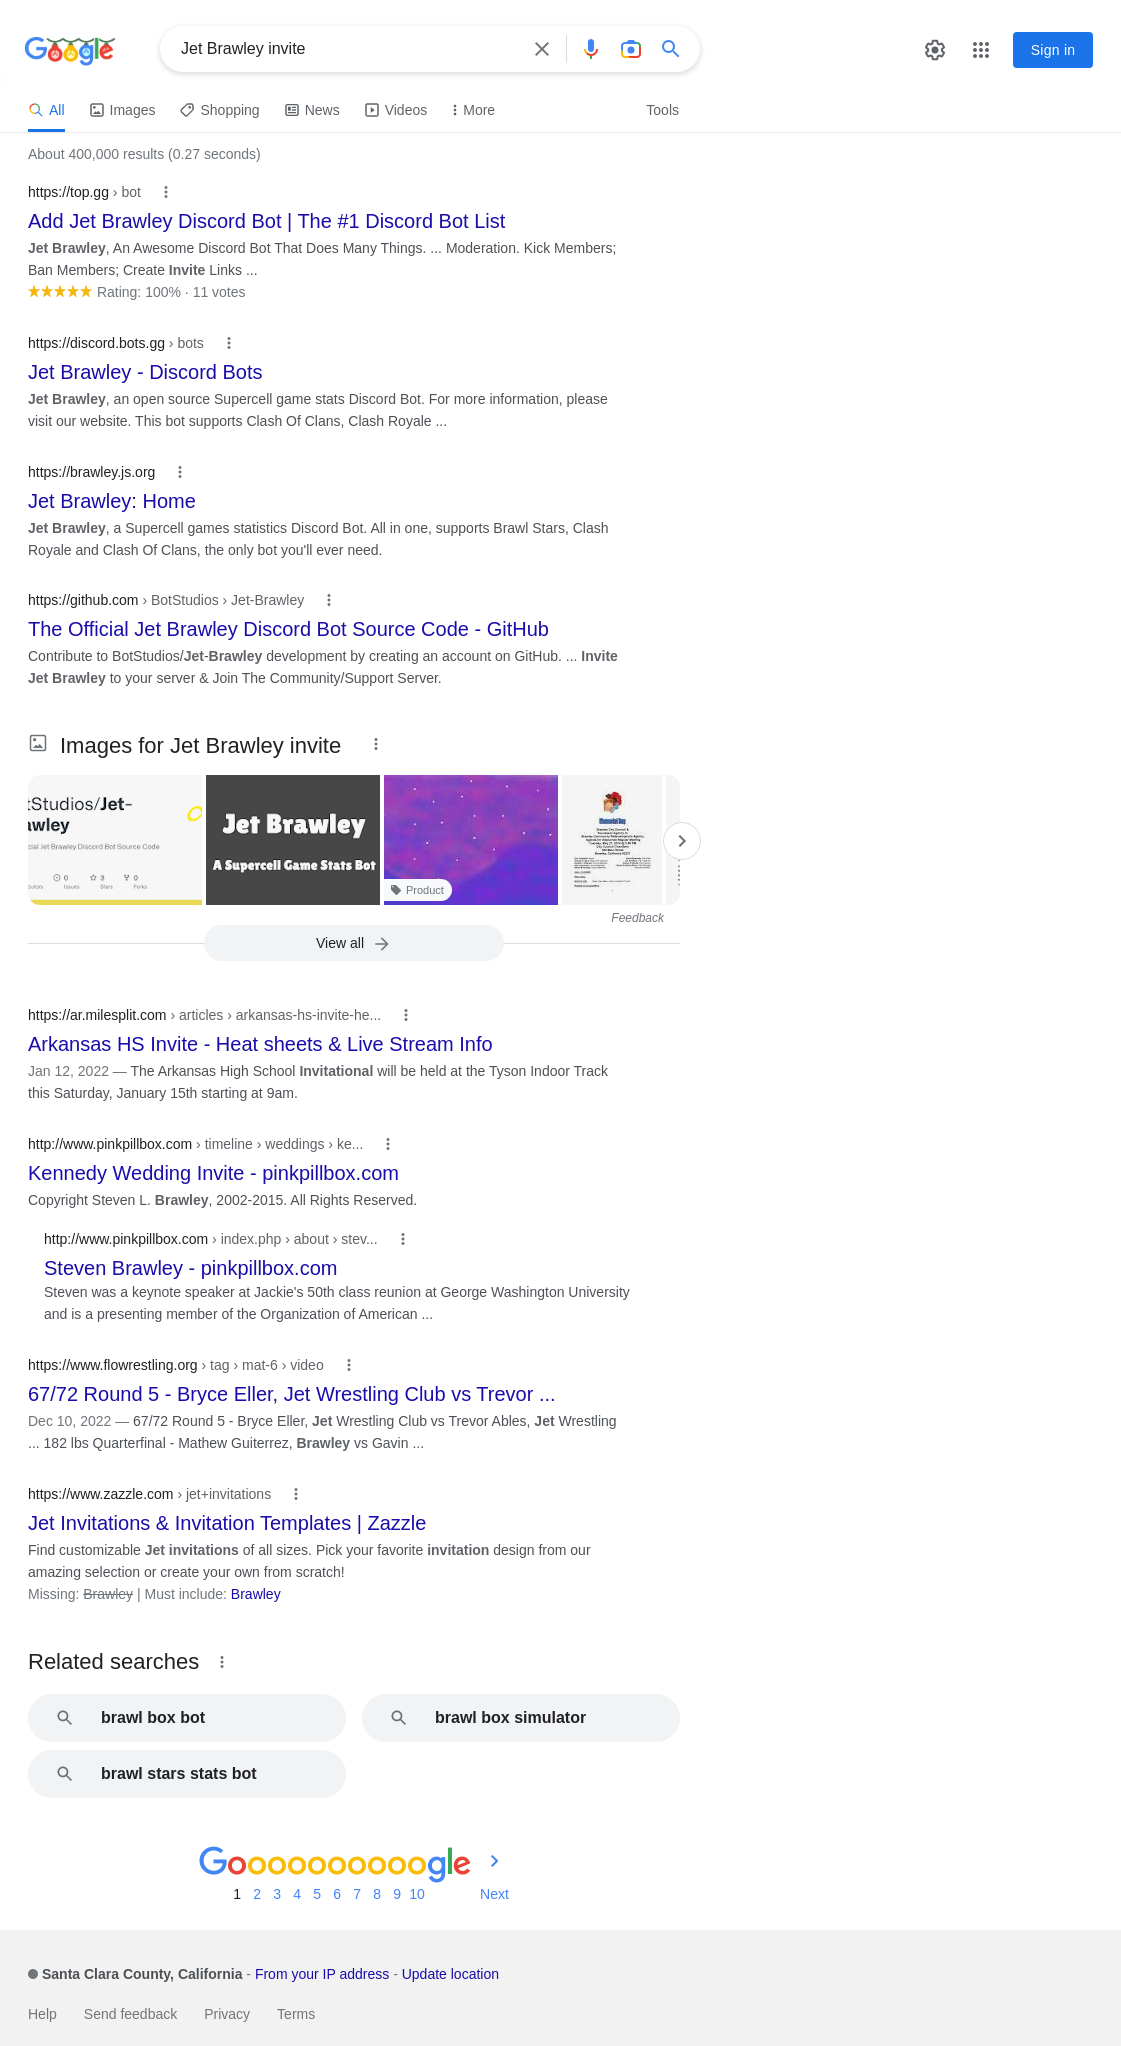 Google
Jet Brawley invite
Sign in
All Images Shopping News Videos More Tools
About 400,000 results (0.27 seconds)
https://top.gg › bot
Add Jet Brawley Discord Bot | The #1 Discord Bot List
Jet Brawley, An Awesome Discord Bot That Does Many Things. ... Moderation. Kick Members;
Ban Members; Create Invite Links ...
Rating: 100% · 11 votes
https://discord.bots.gg › bots
Jet Brawley - Discord Bots
Jet Brawley, an open source Supercell game stats Discord Bot. For more information, please
visit our website. This bot supports Clash Of Clans, Clash Royale ...
https://brawley.js.org
Jet Brawley: Home
Jet Brawley, a Supercell games statistics Discord Bot. All in one, supports Brawl Stars, Clash
Royale and Clash Of Clans, the only bot you'll ever need.
https://github.com › BotStudios › Jet-Brawley
The Official Jet Brawley Discord Bot Source Code - GitHub
Contribute to BotStudios/Jet-Brawley development by creating an account on GitHub. ... Invite
Jet Brawley to your server & Join The Community/Support Server.
Images for Jet Brawley invite
tStudios/Jet-
awley
cial Jet Brawley Discord Bot Source Code
0 3 0
Issues Stars Forks
Jet Brawley
A Supercell Game Stats Bot
Product
Memorial Day
Feedback
View all
https://ar.milesplit.com › articles › arkansas-hs-invite-he...
Arkansas HS Invite - Heat sheets & Live Stream Info
Jan 12, 2022 — The Arkansas High School Invitational will be held at the Tyson Indoor Track
this Saturday, January 15th starting at 9am.
http://www.pinkpillbox.com › timeline › weddings › ke...
Kennedy Wedding Invite - pinkpillbox.com
Copyright Steven L. Brawley, 2002-2015. All Rights Reserved.
http://www.pinkpillbox.com › index.php › about › stev...
Steven Brawley - pinkpillbox.com
Steven was a keynote speaker at Jackie's 50th class reunion at George Washington University
and is a presenting member of the Organization of American ...
https://www.flowrestling.org › tag › mat-6 › video
67/72 Round 5 - Bryce Eller, Jet Wrestling Club vs Trevor ...
Dec 10, 2022 — 67/72 Round 5 - Bryce Eller, Jet Wrestling Club vs Trevor Ables, Jet Wrestling
... 182 lbs Quarterfinal - Mathew Guiterrez, Brawley vs Gavin ...
https://www.zazzle.com › jet+invitations
Jet Invitations & Invitation Templates | Zazzle
Find customizable Jet invitations of all sizes. Pick your favorite invitation design from our
amazing selection or create your own from scratch!
Missing: Brawley | Must include: Brawley
Related searches
brawl box bot
brawl box simulator
brawl stars stats bot
Goooooooooogle
1 2 3 4 5 6 7 8 9 10 Next
Santa Clara County, California - From your IP address - Update location
Help Send feedback Privacy Terms